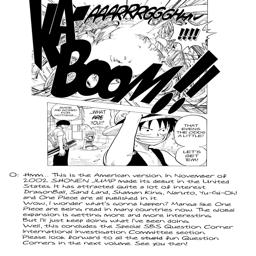 AAARRRRGGGH
!!!!
KA-
BOOM!!
...WHAT
ARE
YOU?
THAT
EVENS
THE ODDS
A LITTLE!
LET'S
GET
'EM!
O: Hmm... This is the American version. In November of
2002, SHONEN JUMP made its debut in the United
States. It has attracted quite a lot of interest.
DragonBall, Sand Land, Shaman King, Naruto, Yu-Gi-Oh!
and One Piece are all published in it.
Wow, I wonder what's gonna happen? Manga like One
Piece are being read in many countries now. The global
expansion is getting more and more interesting.
But I'll just keep doing what I've been doing.
Well, this concludes the Special SBS Question Corner
International Investigation Committee section.
Please look forward to all the stupid fun Question
Corners in the next volume. See you then!